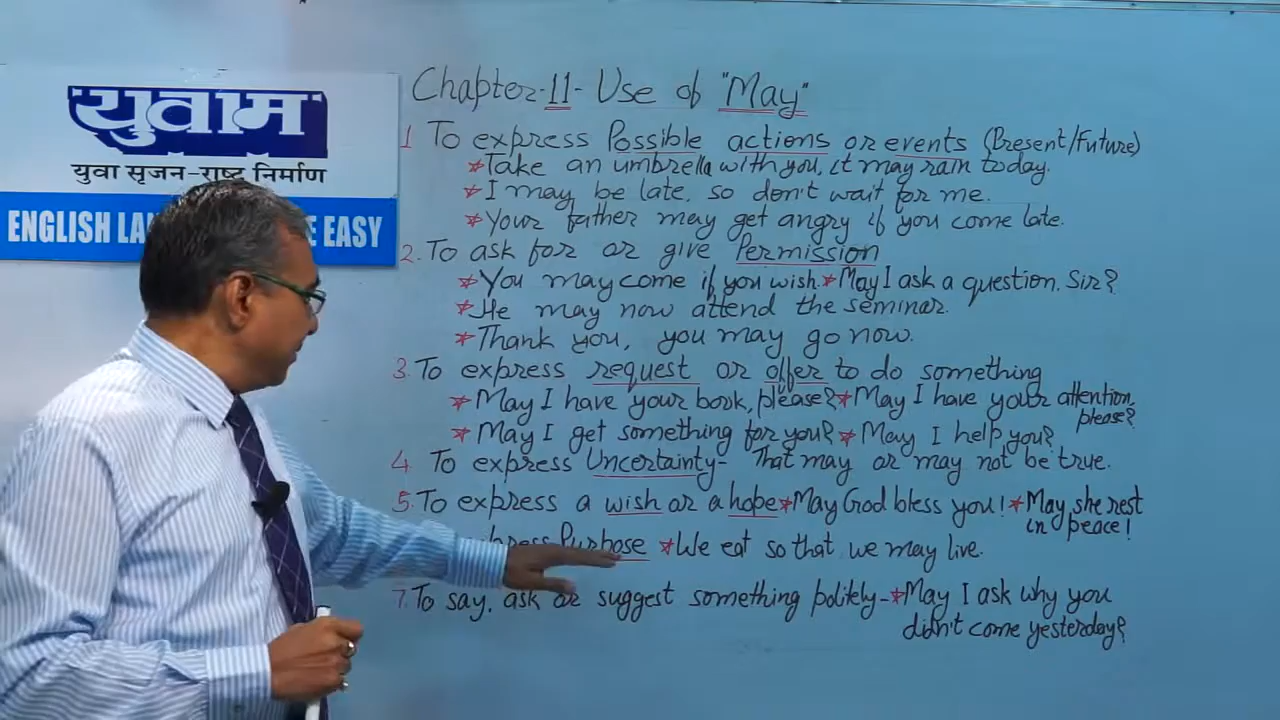 युवाम
युवा सृजन-राष्ट्र निर्माण
ENGLISH LA E EASY
Chapter-11- Use of "May"
1 To express Possible actions or events (Present/Future)
*Take an umbrella with you, it may rain today.
*I may be late, so don't wait for me.
*Your father may get angry if you come late.
2. To ask for or give Permission
*You may come if you wish.*May I ask a question, Sir?
*He may now attend the seminar.
*Thank you, you may go now.
3. To express request or offer to do something
*May I have your book, please?*May I have your attention, please?
*May I get something for you?*May I help you?
4. To express Uncertainty- That may or may not be true.
5. To express a wish or a hope*May God bless you!*May she rest in peace!
press Purpose *We eat so that we may live.
7. To say, ask or suggest something politely-*May I ask why you didn't come yesterday?